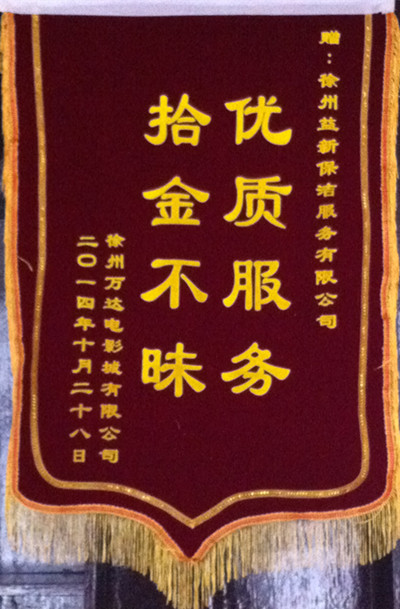 赠：徐州益新保洁服务有限公司
优质服务
拾金不昧
徐州万达电影城有限公司
二〇一四年十月二十八日